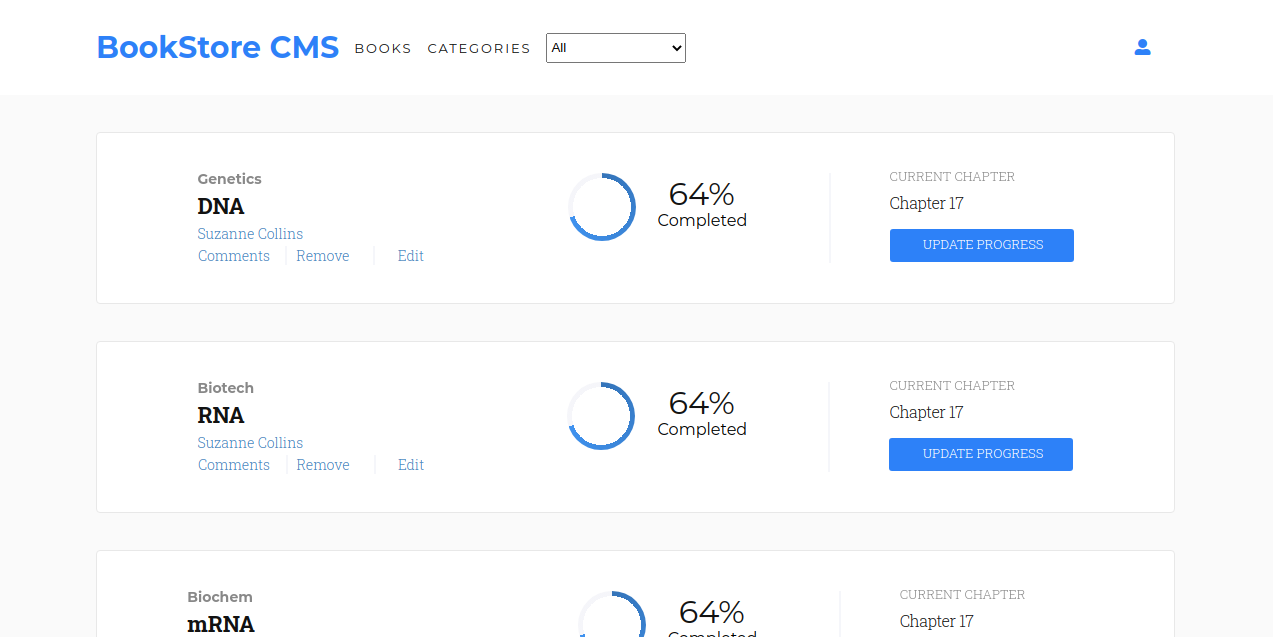 BookStore CMS BOOKS CATEGORIES All
Genetics
DNA
Suzanne Collins
Comments Remove Edit
64%
Completed
CURRENT CHAPTER
Chapter 17
UPDATE PROGRESS
Biotech
RNA
Suzanne Collins
Comments Remove Edit
64%
Completed
CURRENT CHAPTER
Chapter 17
UPDATE PROGRESS
Biochem
mRNA
64%
Completed
CURRENT CHAPTER
Chapter 17